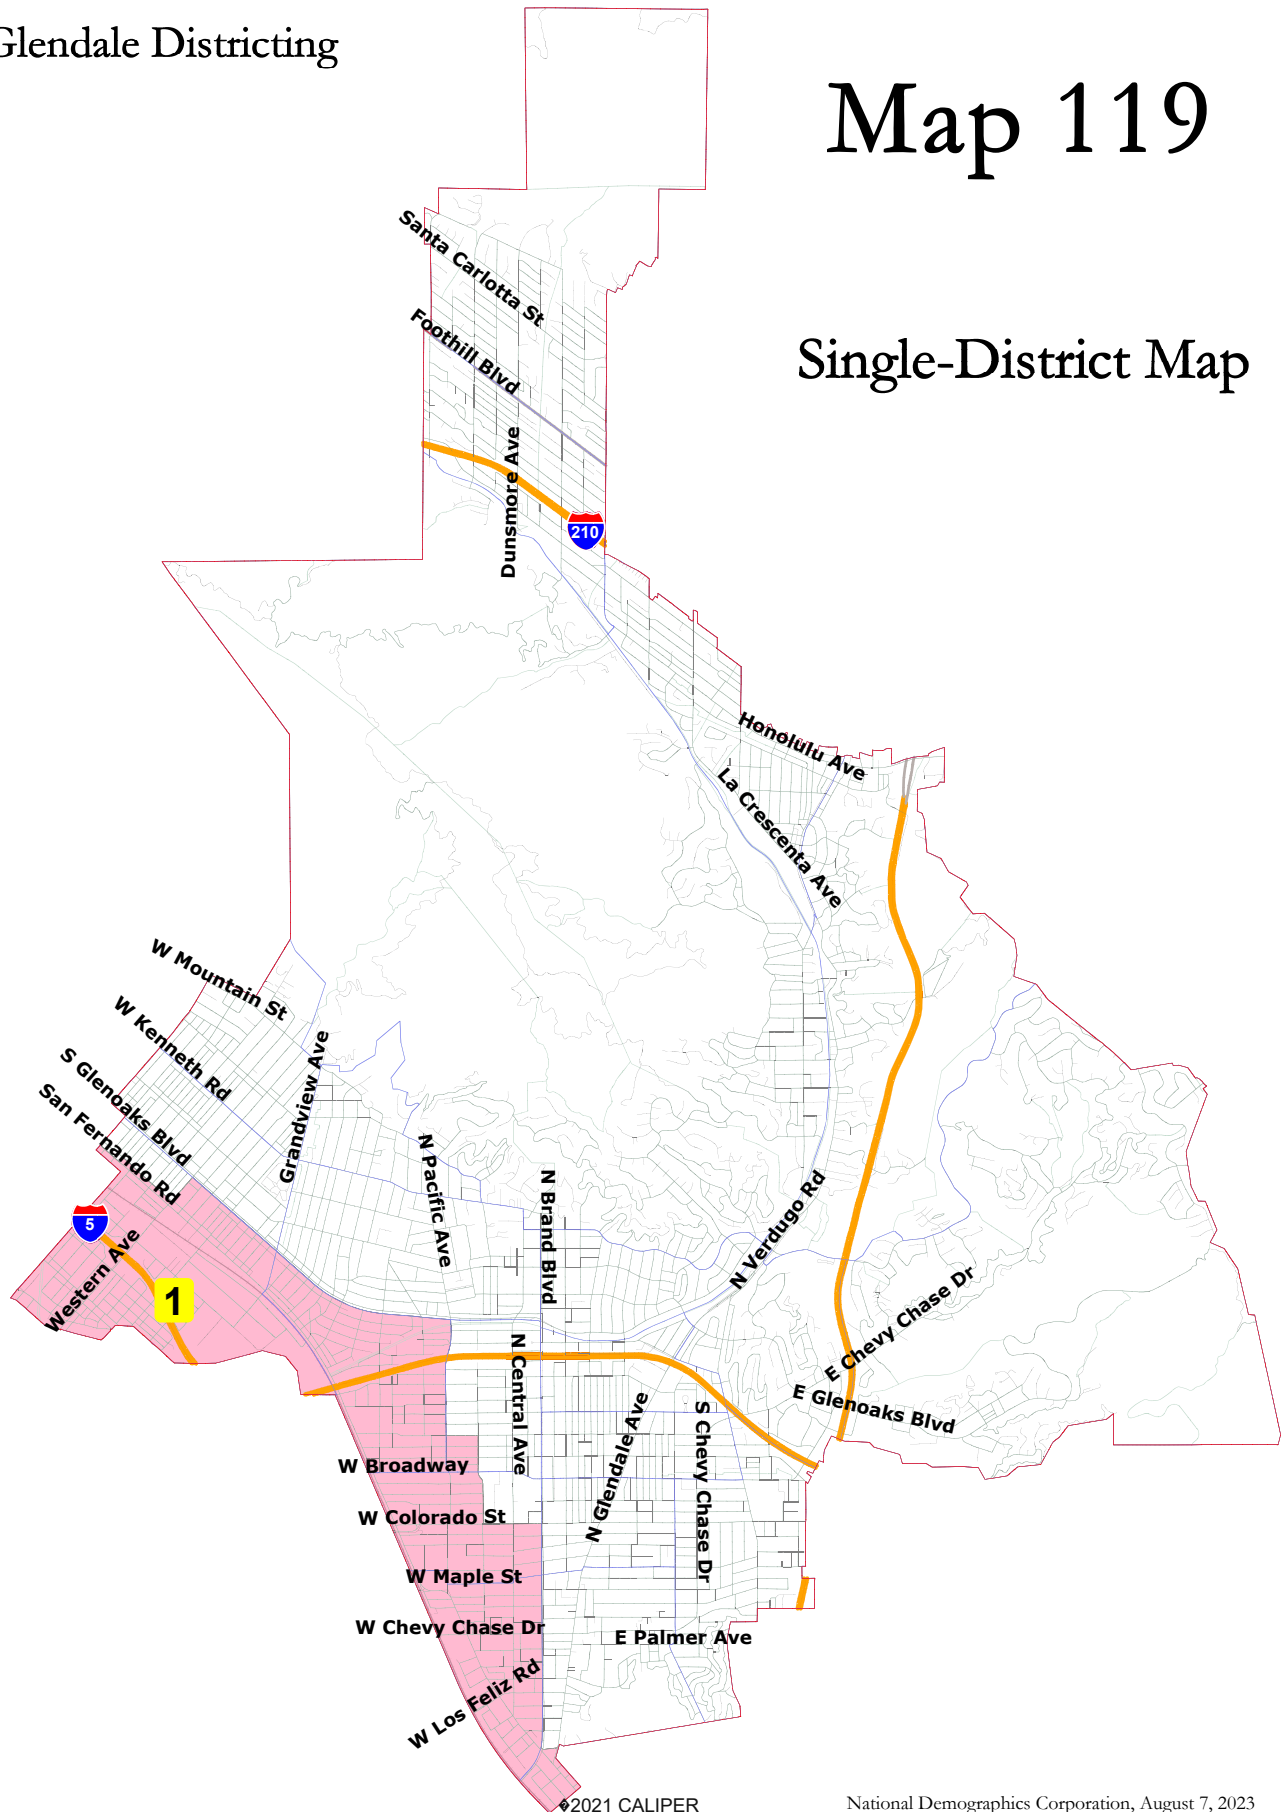 Glendale Districting
Map 119
Single-District Map
Santa Carlotta St
Foothill Blvd
Dunsmore Ave
210
Honolulu Ave
La Crescenta Ave
W Mountain St
W Kenneth Rd
S Glenoaks Blvd
San Fernando Rd
Grandview Ave
N Pacific Ave
N Brand Blvd
N Verdugo Rd
5
Western Ave
1
E Chevy Chase Dr
E Glenoaks Blvd
N Central Ave
N Glendale Ave
S Chevy Chase Dr
W Broadway
W Colorado St
W Maple St
W Chevy Chase Dr
E Palmer Ave
W Los Feliz Rd
�2021 CALIPER
National Demographics Corporation, August 7, 2023